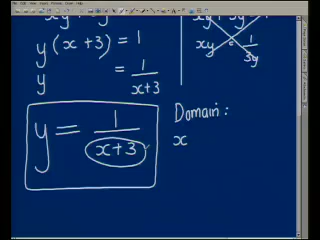 y (x + 3) = 1
y = 1/(x+3)
y = 1/(x+3)
xy = 1/3y
Domain:
x